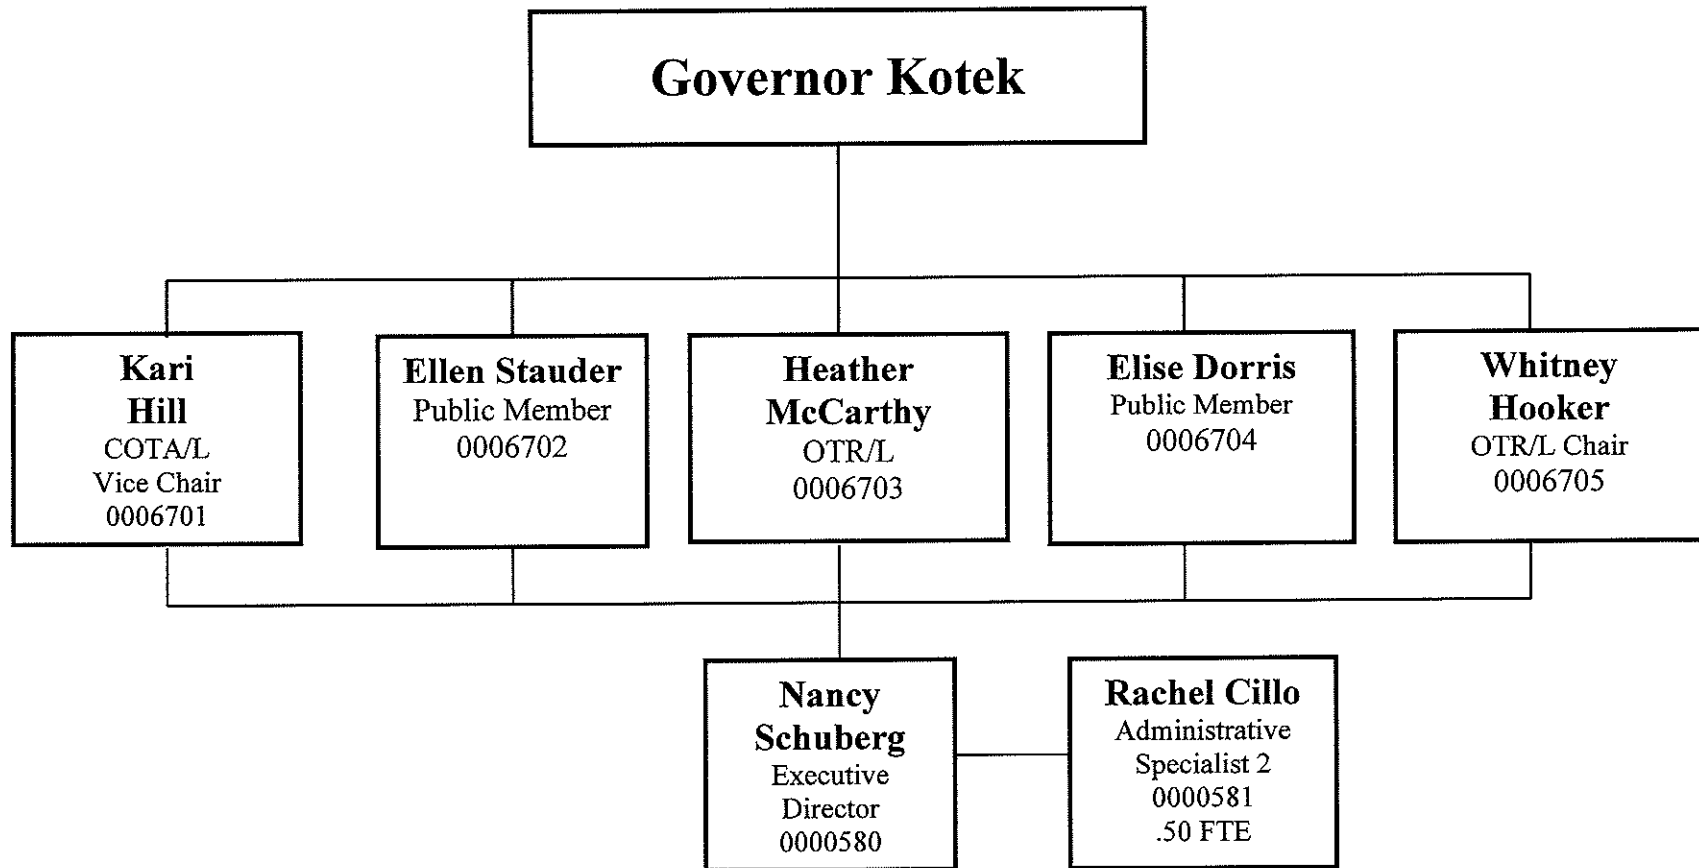 Governor Kotek
Kari
Hill
COTA/L
Vice Chair
0006701
Ellen Stauder
Public Member
0006702
Heather
McCarthy
OTR/L
0006703
Elise Dorris
Public Member
0006704
Whitney
Hooker
OTR/L Chair
0006705
Nancy
Schuberg
Executive
Director
0000580
Rachel Cillo
Administrative
Specialist 2
0000581
.50 FTE